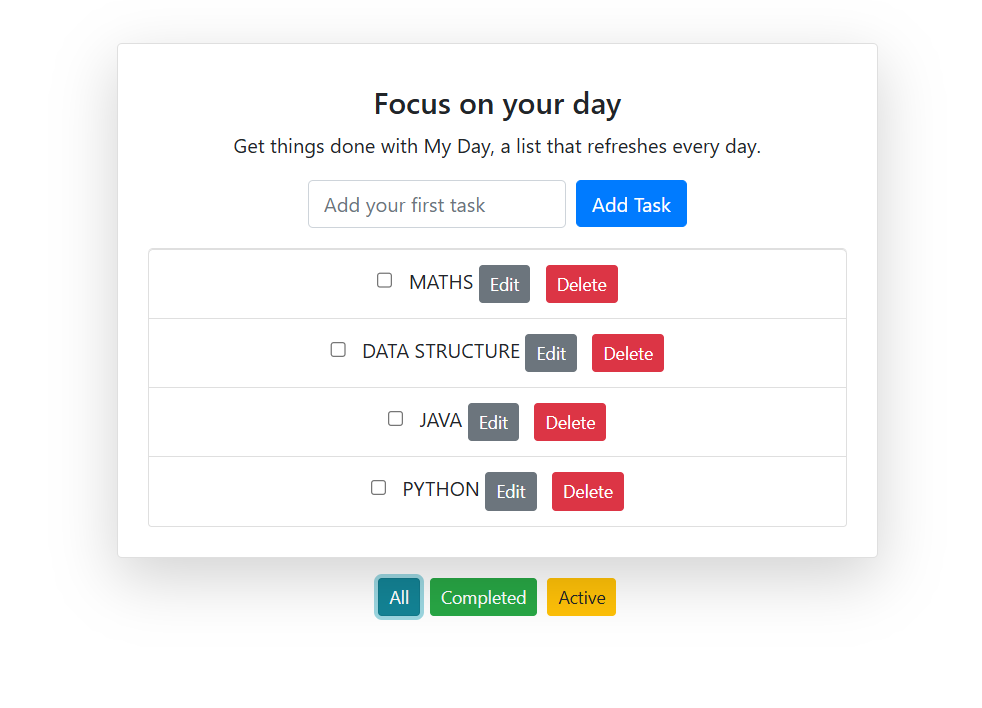 Focus on your day
Get things done with My Day, a list that refreshes every day.
Add your first task Add Task
MATHS Edit Delete
DATA STRUCTURE Edit Delete
JAVA Edit Delete
PYTHON Edit Delete
All Completed Active